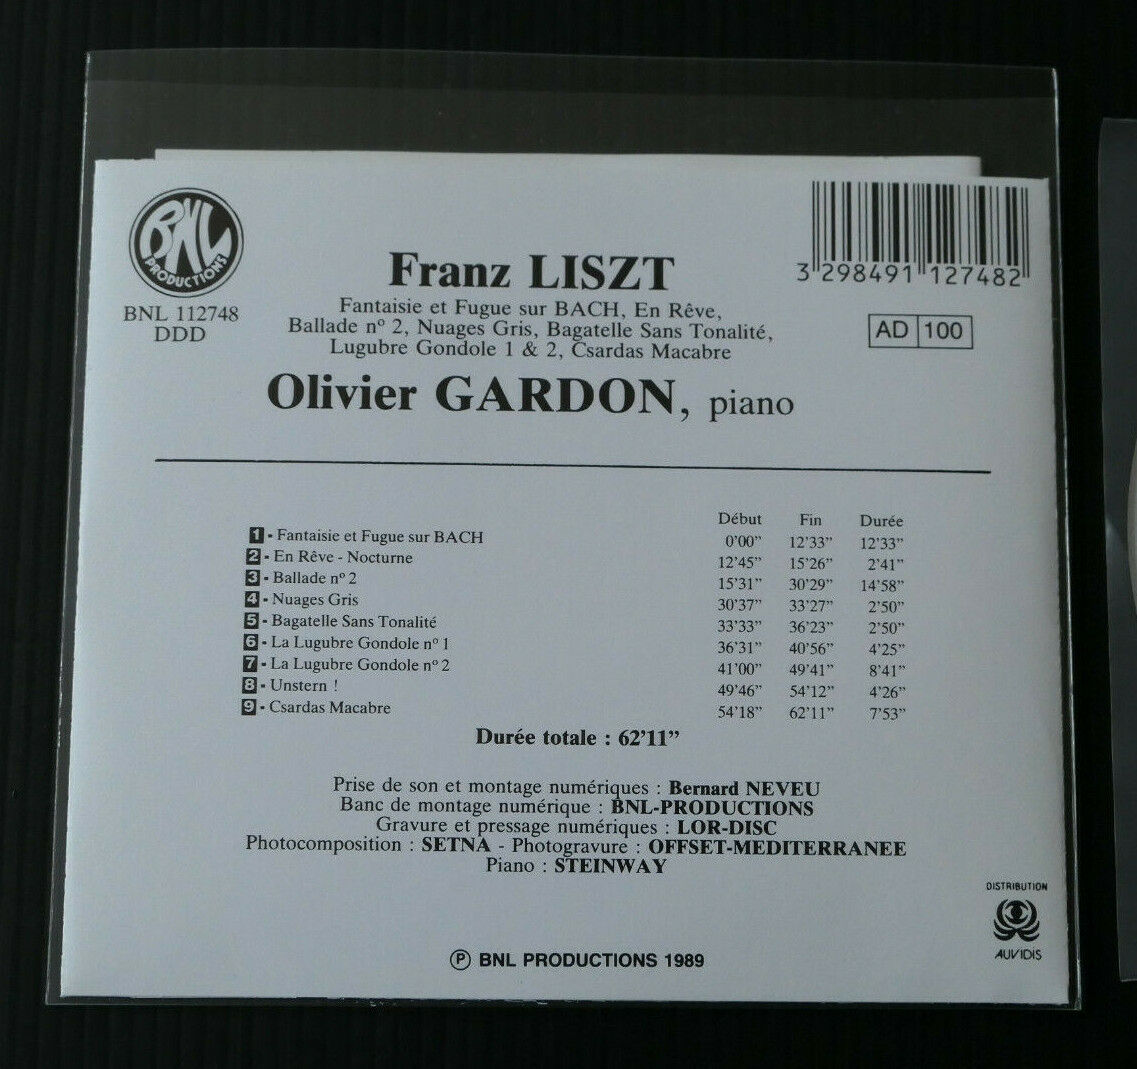 BNL
PRODUCTIONS
BNL 112748
DDD
3 298491 127482
AD 100
Franz LISZT
Fantaisie et Fugue sur BACH, En Rêve,
Ballade nº 2, Nuages Gris, Bagatelle Sans Tonalité,
Lugubre Gondole 1 & 2, Csardas Macabre
Olivier GARDON, piano
Début Fin Durée
1 - Fantaisie et Fugue sur BACH 0'00" 12'33" 12'33"
2 - En Rêve - Nocturne 12'45" 15'26" 2'41"
3 - Ballade nº 2 15'31" 30'29" 14'58"
4 - Nuages Gris 30'37" 33'27" 2'50"
5 - Bagatelle Sans Tonalité 33'33" 36'23" 2'50"
6 - La Lugubre Gondole nº 1 36'31" 40'56" 4'25"
7 - La Lugubre Gondole nº 2 41'00" 49'41" 8'41"
8 - Unstern ! 49'46" 54'12" 4'26"
9 - Csardas Macabre 54'18" 62'11" 7'53"
Durée totale : 62'11"
Prise de son et montage numériques : Bernard NEVEU
Banc de montage numérique : BNL-PRODUCTIONS
Gravure et pressage numériques : LOR-DISC
Photocomposition : SETNA - Photogravure : OFFSET-MEDITERRANEE
Piano : STEINWAY
DISTRIBUTION
AUVIDIS
Ⓟ BNL PRODUCTIONS 1989